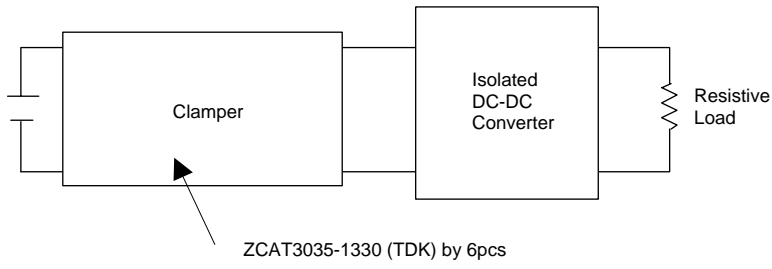 Clamper
Isolated
DC-DC
Converter
Resistive
Load
ZCAT3035-1330 (TDK) by 6pcs